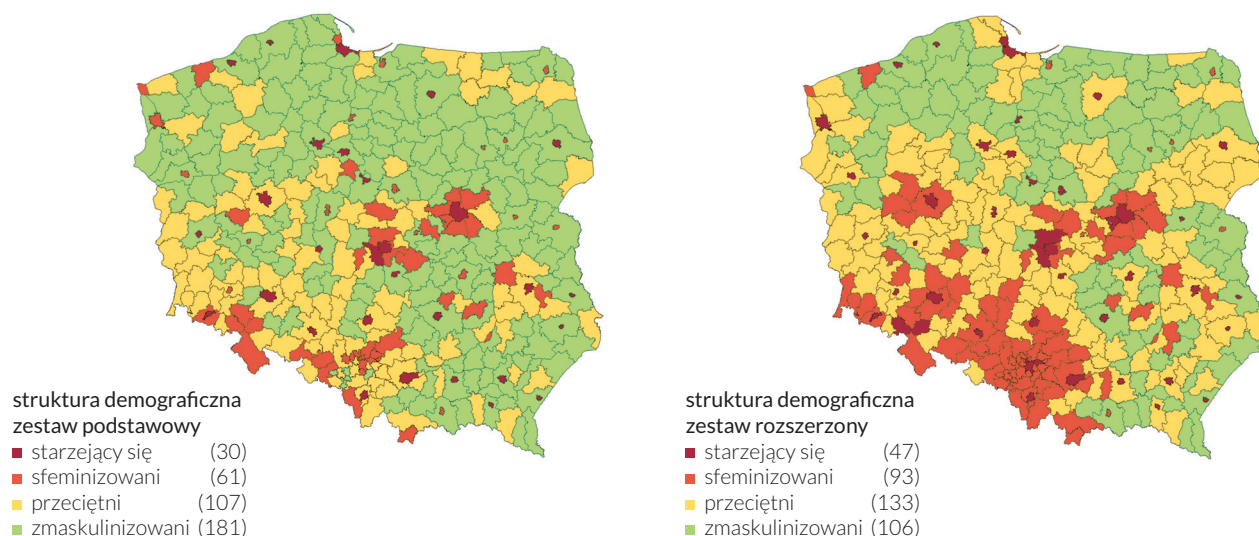 struktura demograficzna
zestaw podstawowy
starzejący się (30)
sfeminizowani (61)
przeciętni (107)
zmaskulinizowani (181)
struktura demograficzna
zestaw rozszerzony
starzejący się (47)
sfeminizowani (93)
przeciętni (133)
zmaskulinizowani (106)